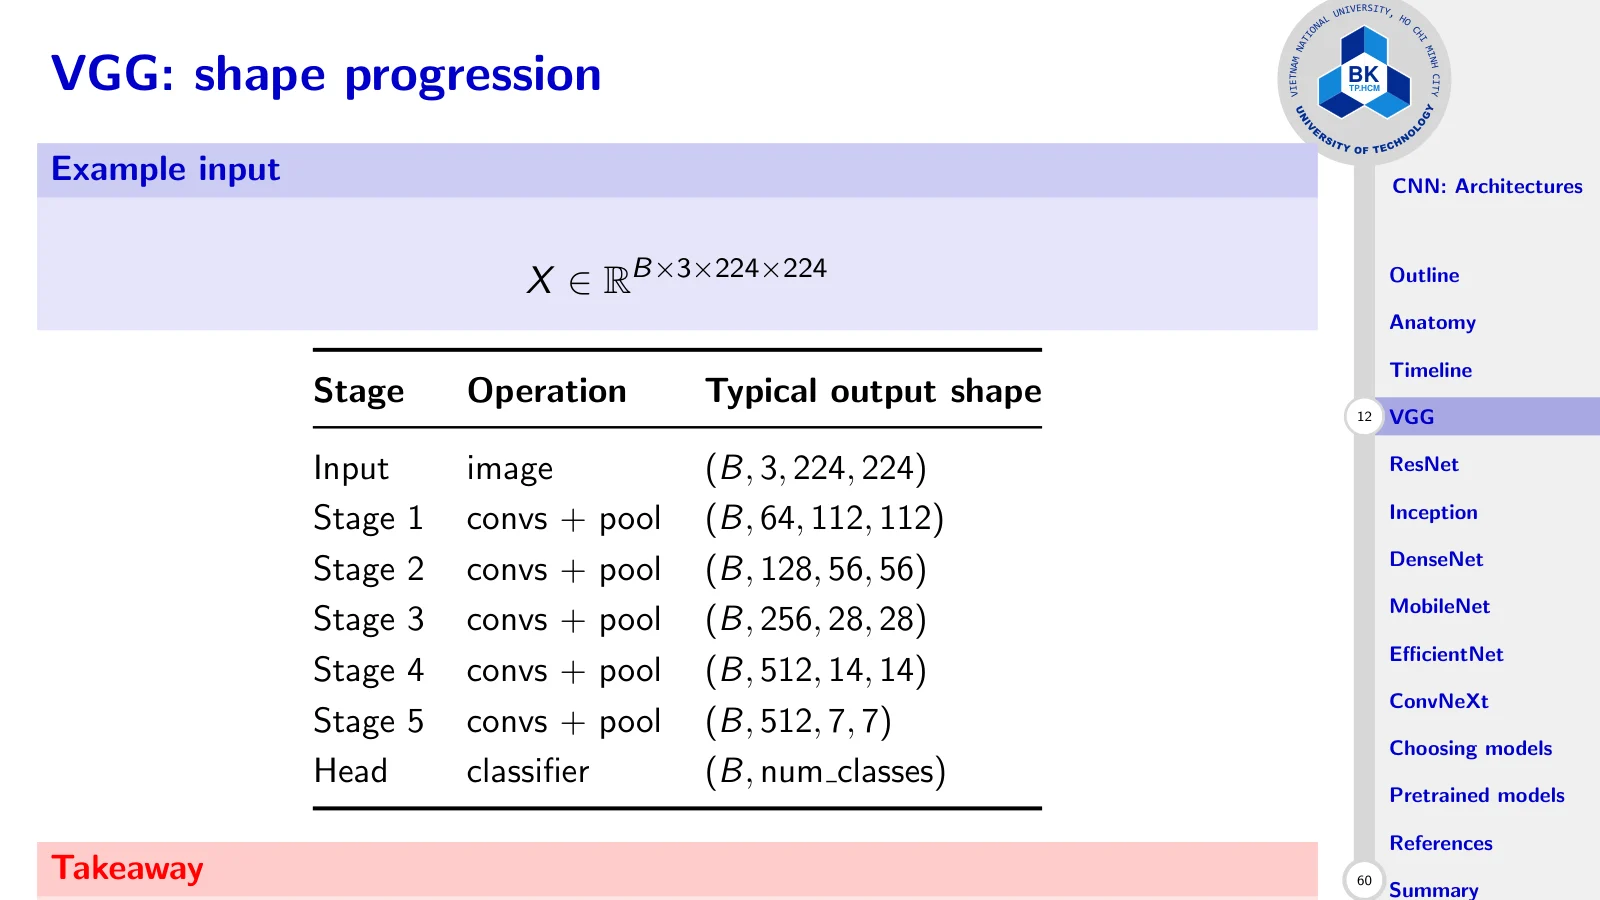 VGG: shape progression
Example input
X ∈ ℝ^{B×3×224×224}
Stage Operation Typical output shape
Input image (B, 3, 224, 224)
Stage 1 convs + pool (B, 64, 112, 112)
Stage 2 convs + pool (B, 128, 56, 56)
Stage 3 convs + pool (B, 256, 28, 28)
Stage 4 convs + pool (B, 512, 14, 14)
Stage 5 convs + pool (B, 512, 7, 7)
Head classifier (B, num_classes)
Takeaway
VIETNAM NATIONAL UNIVERSITY, HO CHI MINH CITY
BK
TP.HCM
UNIVERSITY OF TECHNOLOGY
CNN: Architectures
Outline
Anatomy
Timeline
12 VGG
ResNet
Inception
DenseNet
MobileNet
EfficientNet
ConvNeXt
Choosing models
Pretrained models
References
60
Summary